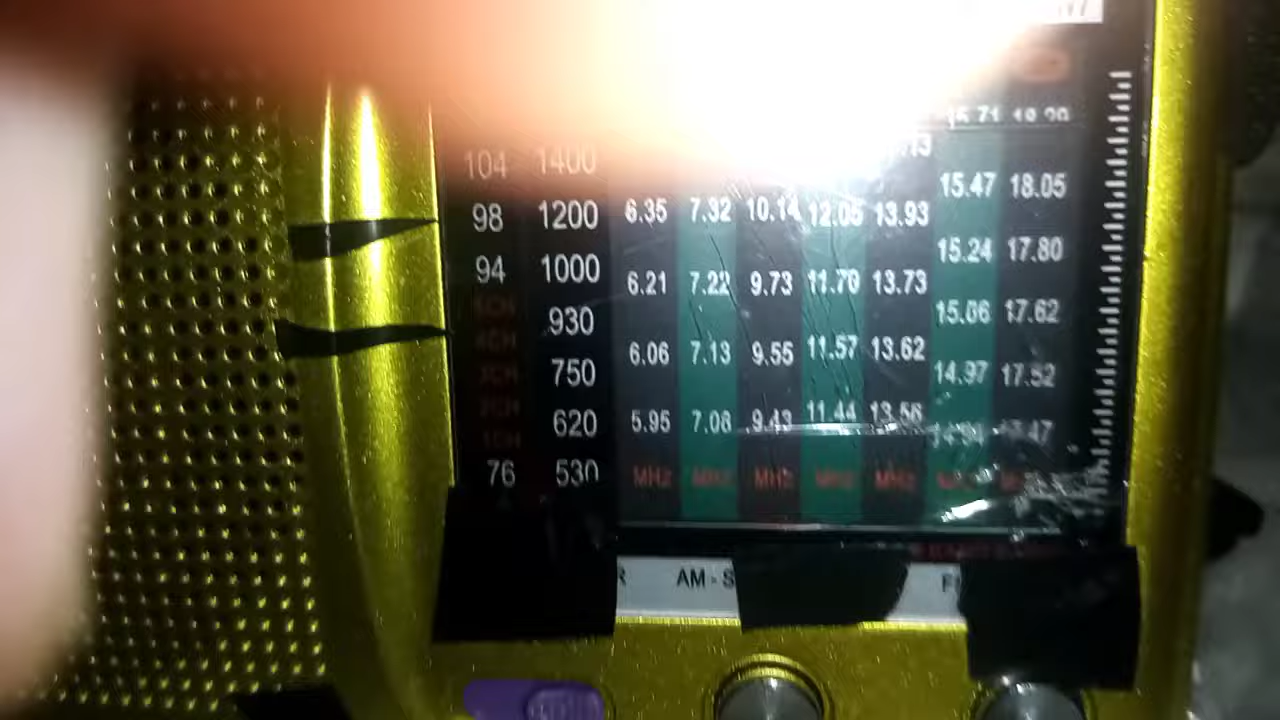 104 1400
15.47 18.05
98 1200 6.35 7.32 10.14 12.05 13.93
15.24 17.80
94 1000 6.21 7.22 9.73 11.70 13.73
15.06 17.62
930
6.06 7.13 9.55 11.57 13.62
750 14.97 17.52
620 5.95 7.08 9.43 11.44 13.56
76 530 MHz MHz MHz MHz MHz
AM - S